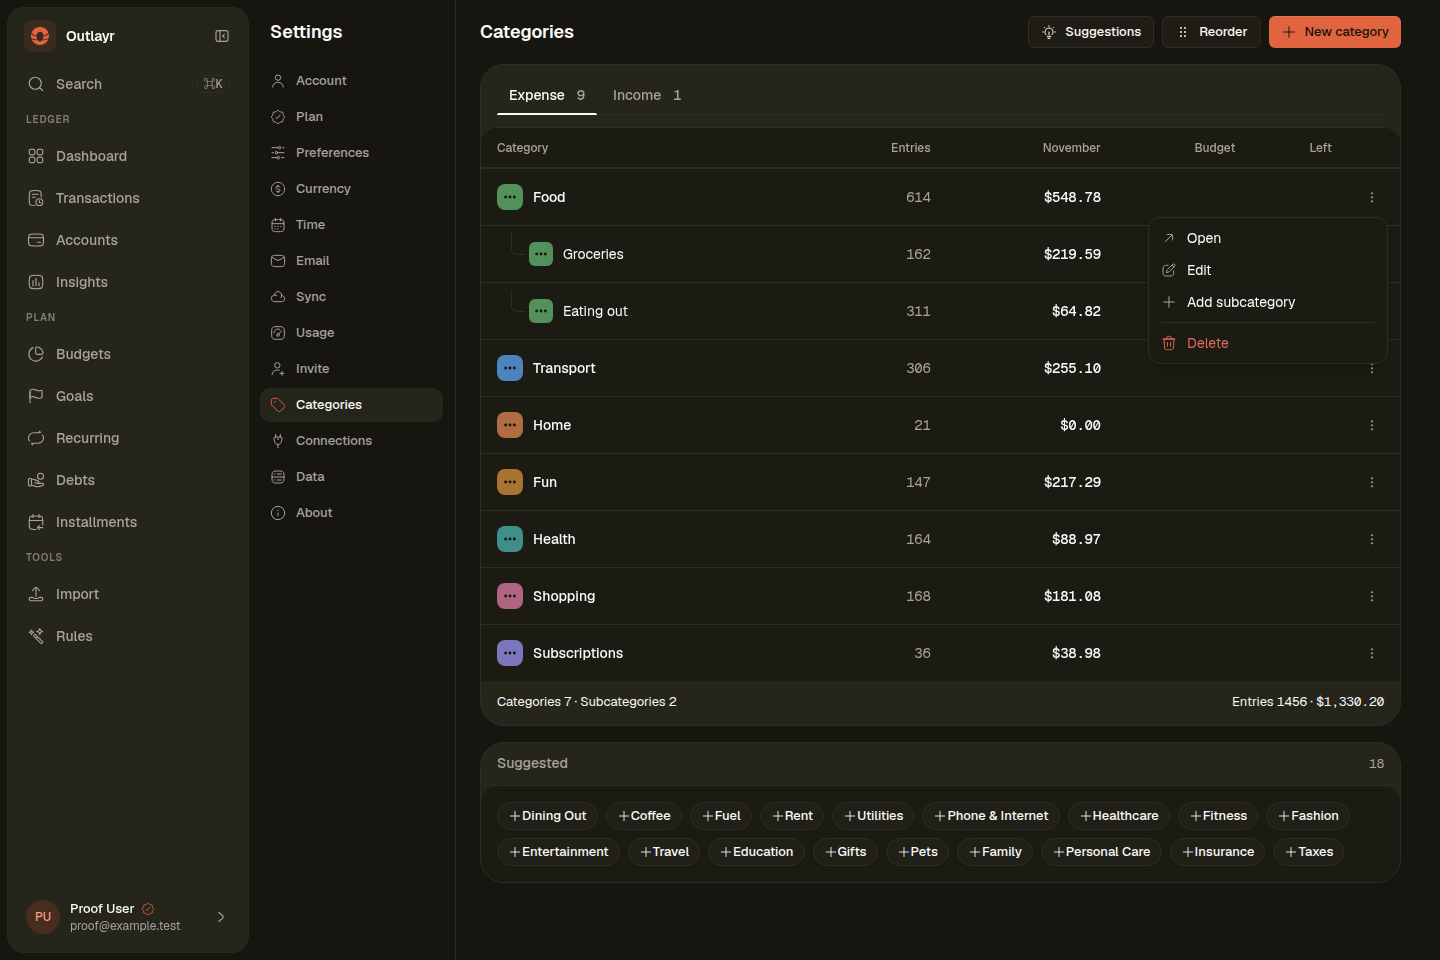 Outlayr
Search ⌘K
LEDGER
Dashboard
Transactions
Accounts
Insights
PLAN
Budgets
Goals
Recurring
Debts
Installments
TOOLS
Import
Rules
PU
Proof User
proof@example.test
Settings
Account
Plan
Preferences
Currency
Time
Email
Sync
Usage
Invite
Categories
Connections
Data
About
Categories
Suggestions
Reorder
New category
Expense 9 Income 1
Category Entries November Budget Left
Food 614 $548.78
Groceries 162 $219.59
Eating out 311 $64.82
Transport 306 $255.10
Home 21 $0.00
Fun 147 $217.29
Health 164 $88.97
Shopping 168 $181.08
Subscriptions 36 $38.98
Open
Edit
Add subcategory
Delete
Categories 7 · Subcategories 2 Entries 1456 · $1,330.20
Suggested 18
+Dining Out +Coffee +Fuel +Rent +Utilities +Phone & Internet +Healthcare +Fitness +Fashion
+Entertainment +Travel +Education +Gifts +Pets +Family +Personal Care +Insurance +Taxes